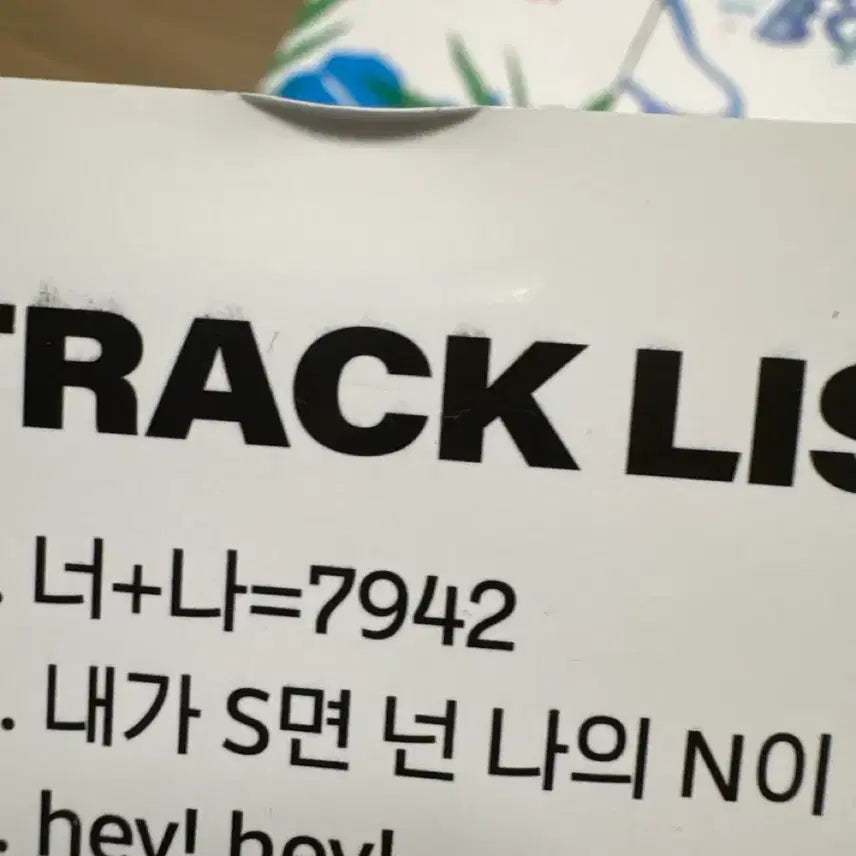 TRACK LIS
. 너+나=7942
. 내가 S면 넌 나의 N이
. hey! hey!